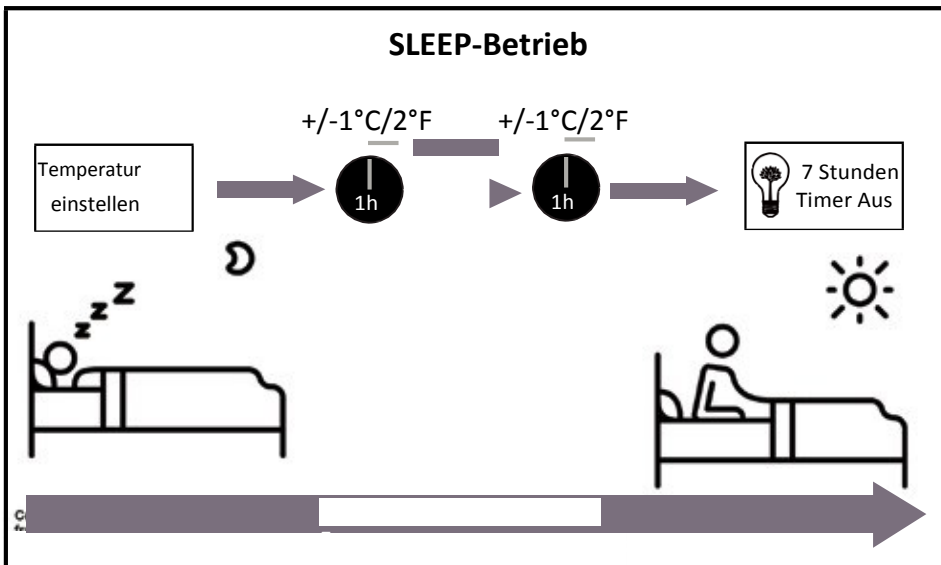 SLEEP-Betrieb
+/-1°C/2°F
+/-1°C/2°F
Temperatur
einstellen
1h
1h
7 Stunden
Timer Aus
z z Z